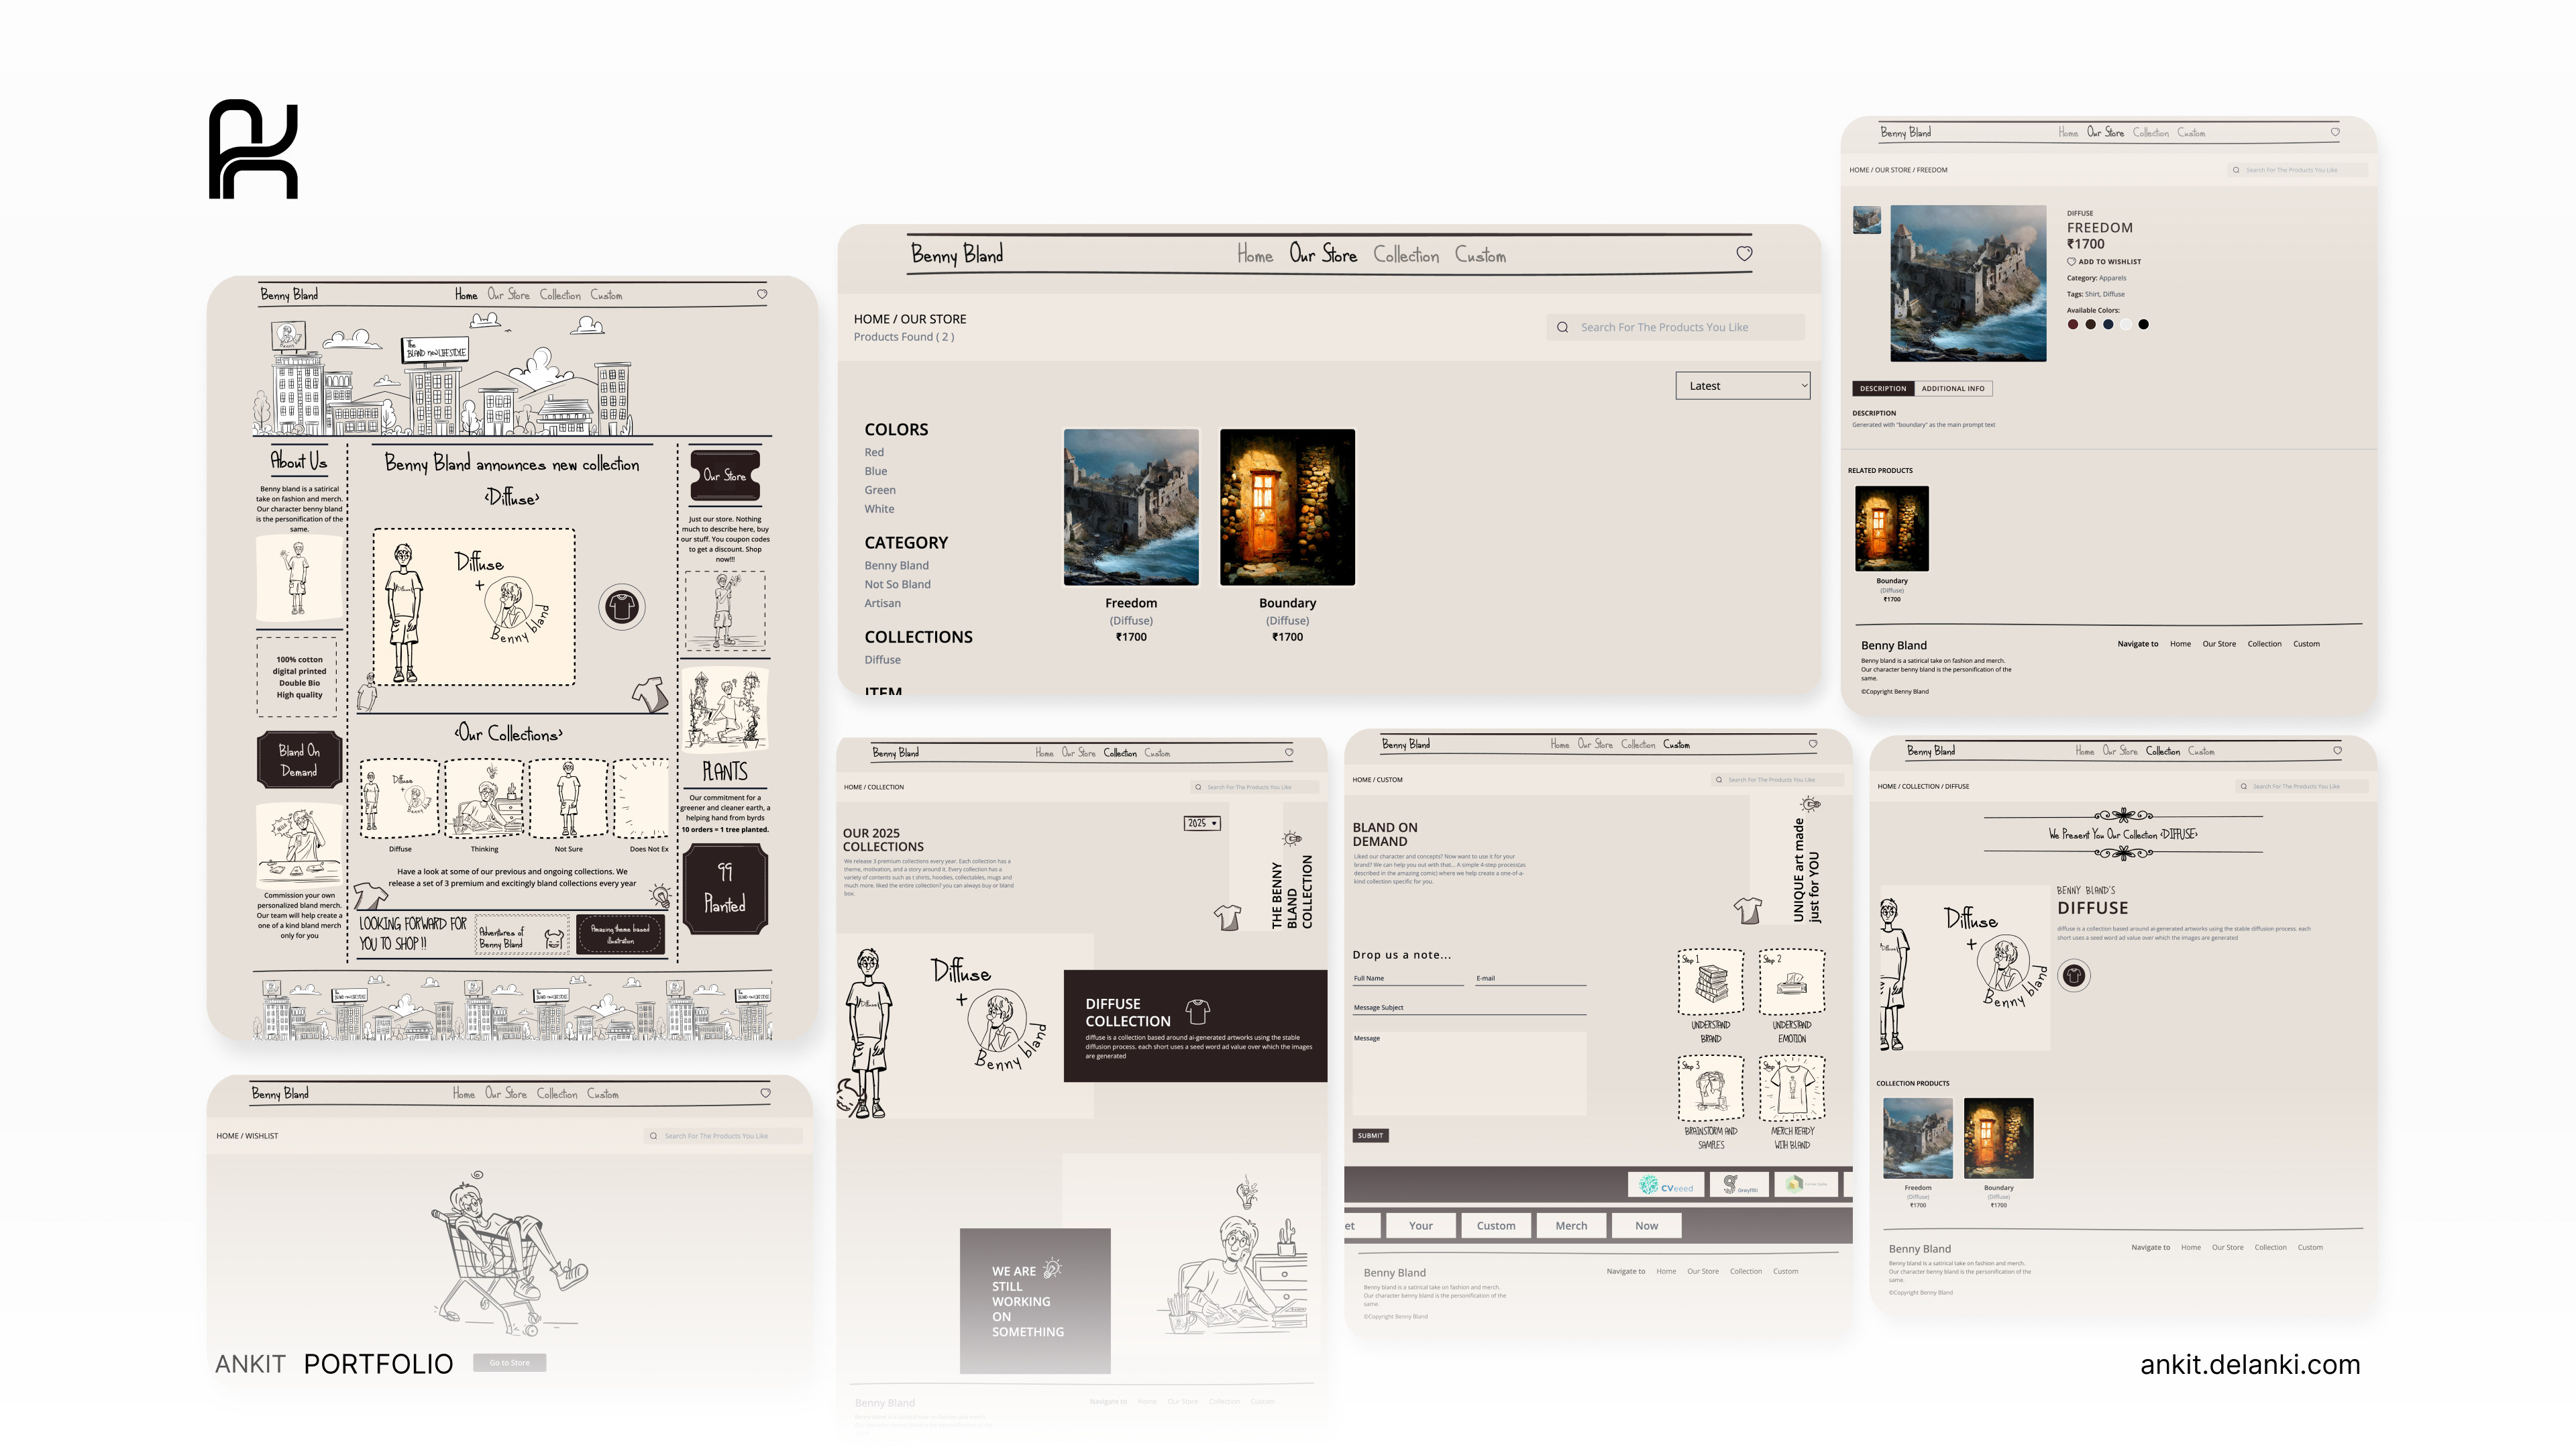 Benny Bland
Home Our Store Collection Custom
The
BLAND new LIFESTYLE
About Us
Benny bland is a satirical
take on fashion and merch.
Our character benny bland
is the personification of the
same.
100% cotton
digital printed
Double Bio
High quality
Bland On
Demand
Commission your own
personalized bland merch.
Our team will help create a
one of a kind bland merch
only for you
Benny Bland announces new collection
‹Diffuse›
Diffuse
+
Benny bland
‹Our Collections›
Diffuse
Thinking
Not Sure
Does Not Ex
Have a look at some of our previous and ongoing collections. We
release a set of 3 premium and excitingly bland collections every year
LOOKING FORWARD FOR
YOU TO SHOP !!
Adventures of
Benny Bland
Amazing theme based
illustration
Our Store
Just our store. Nothing
much to describe here, buy
our stuff. You coupon codes
to get a discount. Shop
now!!!
PLANTS
Our commitment for a
greener and cleaner earth, a
helping hand from byrds
10 orders = 1 tree planted.
99
Planted
Benny Bland
Home Our Store Collection Custom
HOME / WISHLIST
Search For The Products You Like
Go to Store
Benny Bland
Home Our Store Collection Custom
HOME / OUR STORE
Products Found ( 2 )
Search For The Products You Like
Latest
COLORS
Red
Blue
Green
White
CATEGORY
Benny Bland
Not So Bland
Artisan
COLLECTIONS
Diffuse
ITEM
Freedom
(Diffuse)
₹1700
Boundary
(Diffuse)
₹1700
Benny Bland
Home Our Store Collection Custom
HOME / COLLECTION
Search For The Products You Like
OUR 2025
COLLECTIONS
We release 3 premium collections every year. Each collection has a
theme, motivation, and a story around it. Every collection has a
variety of contents such as t shirts, hoodies, collectables, mugs and
much more. liked the entire collection? you can always buy or bland
box.
2025
THE BENNY
BLAND
COLLECTION
Diffuse
+
Benny bland
DIFFUSE
COLLECTION
diffuse is a collection based around ai-generated artworks using the stable
diffusion process. each short uses a seed word ad value over which the images
are generated
WE ARE
STILL
WORKING
ON
SOMETHING
Benny Bland
Navigate to Home Our Store Collection Custom
Benny Bland
Home Our Store Collection Custom
HOME / CUSTOM
Search For The Products You Like
BLAND ON
DEMAND
Liked our character and concepts? Now want to use it for your
brand? We can help you out with that... A simple 4-step process(as
described in the amazing comic) where we help create a one-of-a-
kind collection specific for you.
UNIQUE art made
just for YOU
Drop us a note...
Full Name
E-mail
Message Subject
Message
SUBMIT
Step 1
UNDERSTAND
BRAND
Step 2
UNDERSTAND
EMOTION
Step 3
BRAINSTORM AND
SAMPLES
Step
MERCH READY
WITH BLAND
CVeeed
Greyffiti
et Your Custom Merch Now
Benny Bland
Benny bland is a satirical take on fashion and merch.
Our character benny bland is the personification of the
same.
©Copyright Benny Bland
Navigate to Home Our Store Collection Custom
Benny Bland
Home Our Store Collection Custom
HOME / OUR STORE / FREEDOM
Search For The Products You Like
DIFFUSE
FREEDOM
₹1700
ADD TO WISHLIST
Category: Apparels
Tags: Shirt, Diffuse
Available Colors:
DESCRIPTION ADDITIONAL INFO
DESCRIPTION
Generated with "boundary" as the main prompt text
RELATED PRODUCTS
Boundary
(Diffuse)
₹1700
Benny Bland
Benny bland is a satirical take on fashion and merch.
Our character benny bland is the personification of the
same.
©Copyright Benny Bland
Navigate to Home Our Store Collection Custom
Benny Bland
Home Our Store Collection Custom
HOME / COLLECTION / DIFFUSE
Search For The Products You Like
We Present You Our Collection ‹DIFFUSE›
Diffuse
+
Benny bland
BENNY BLAND'S
DIFFUSE
diffuse is a collection based around ai-generated artworks using the stable diffusion process. each
short uses a seed word ad value over which the images are generated
COLLECTION PRODUCTS
Freedom
(Diffuse)
₹1700
Boundary
(Diffuse)
₹1700
Benny Bland
Benny bland is a satirical take on fashion and merch.
Our character benny bland is the personification of the
same.
©Copyright Benny Bland
Navigate to Home Our Store Collection Custom
ANKIT PORTFOLIO
ankit.delanki.com